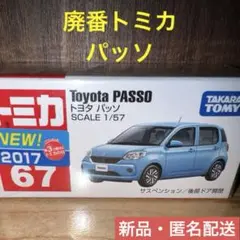 廃番トミカ
パッソ
トミカ
Toyota PASSO
トヨタ パッソ
SCALE 1/57
TAKARA
TOMY
NEW!
2017
67
サスペンション/後部ドア開閉
新品・匿名配送